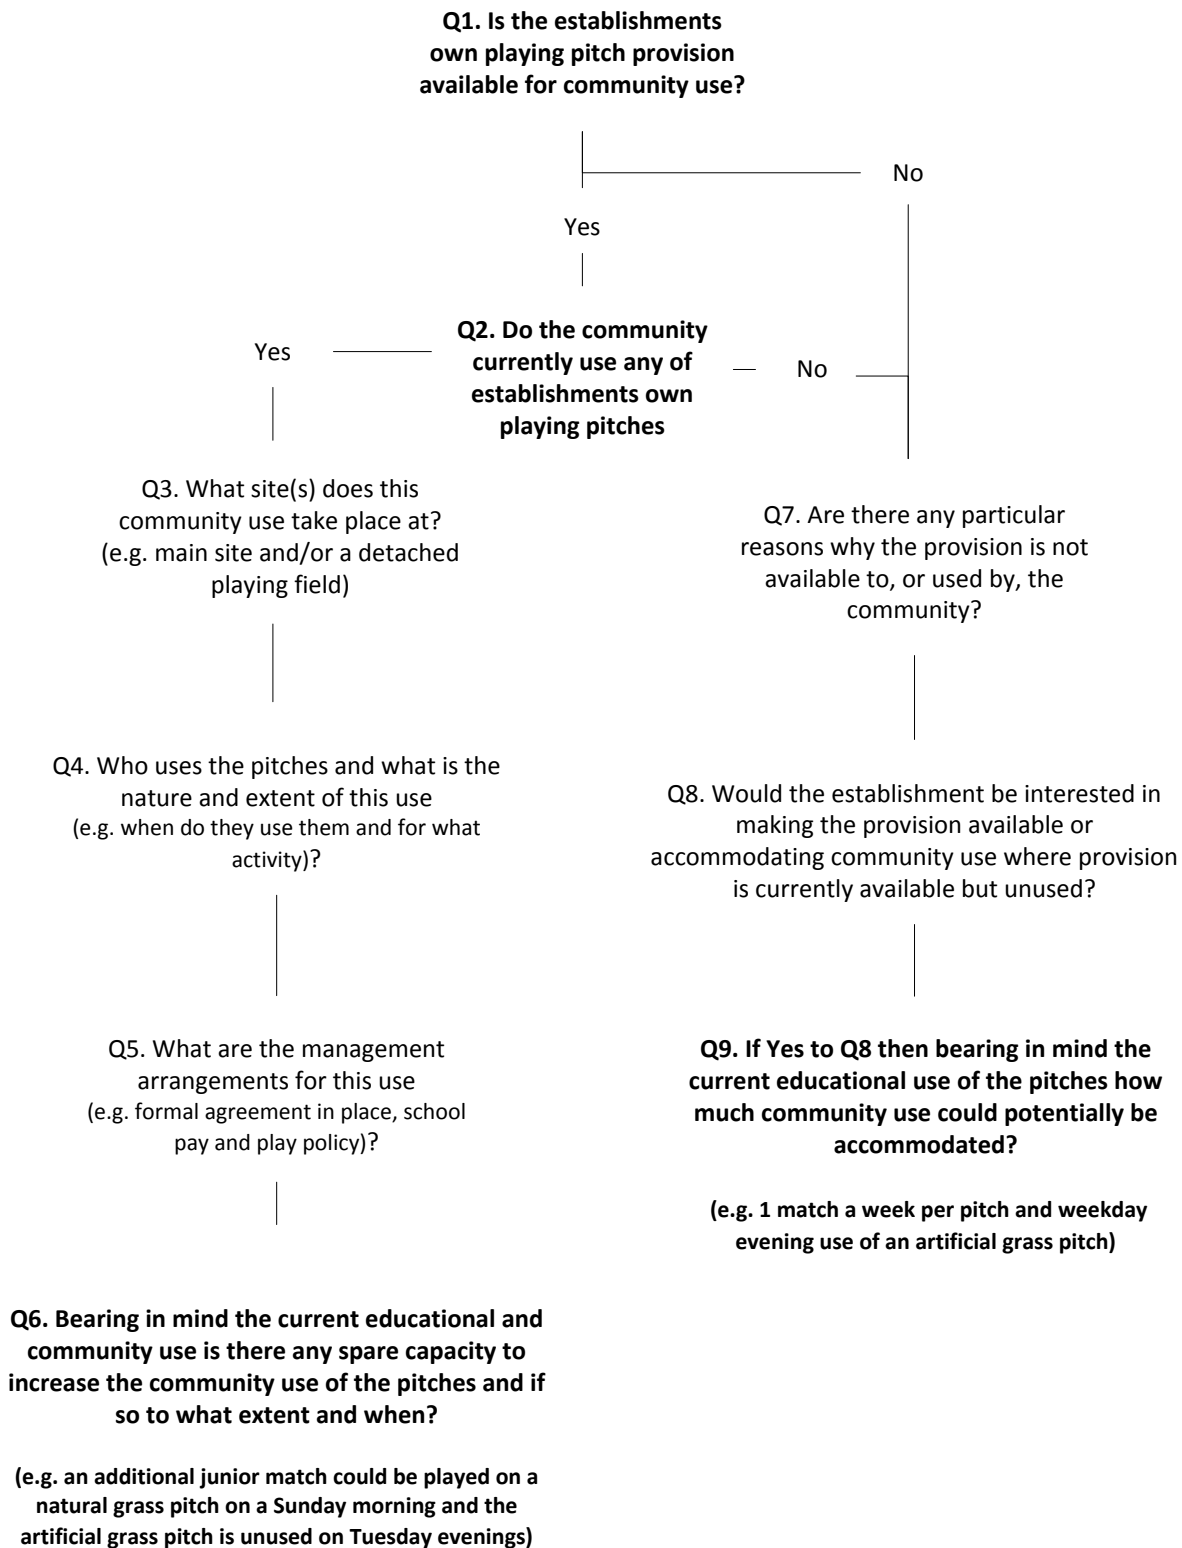 Q1. Is the establishments
own playing pitch provision
available for community use?
No
Yes
Yes
Q2. Do the community
currently use any of
establishments own
playing pitches
No
Q3. What site(s) does this
community use take place at?
(e.g. main site and/or a detached
playing field)
Q7. Are there any particular
reasons why the provision is not
available to, or used by, the
community?
Q4. Who uses the pitches and what is the
nature and extent of this use
(e.g. when do they use them and for what
activity)?
Q8. Would the establishment be interested in
making the provision available or
accommodating community use where provision
is currently available but unused?
Q5. What are the management
arrangements for this use
(e.g. formal agreement in place, school
pay and play policy)?
Q9. If Yes to Q8 then bearing in mind the
current educational use of the pitches how
much community use could potentially be
accommodated?
(e.g. 1 match a week per pitch and weekday
evening use of an artificial grass pitch)
Q6. Bearing in mind the current educational and
community use is there any spare capacity to
increase the community use of the pitches and if
so to what extent and when?
(e.g. an additional junior match could be played on a
natural grass pitch on a Sunday morning and the
artificial grass pitch is unused on Tuesday evenings)